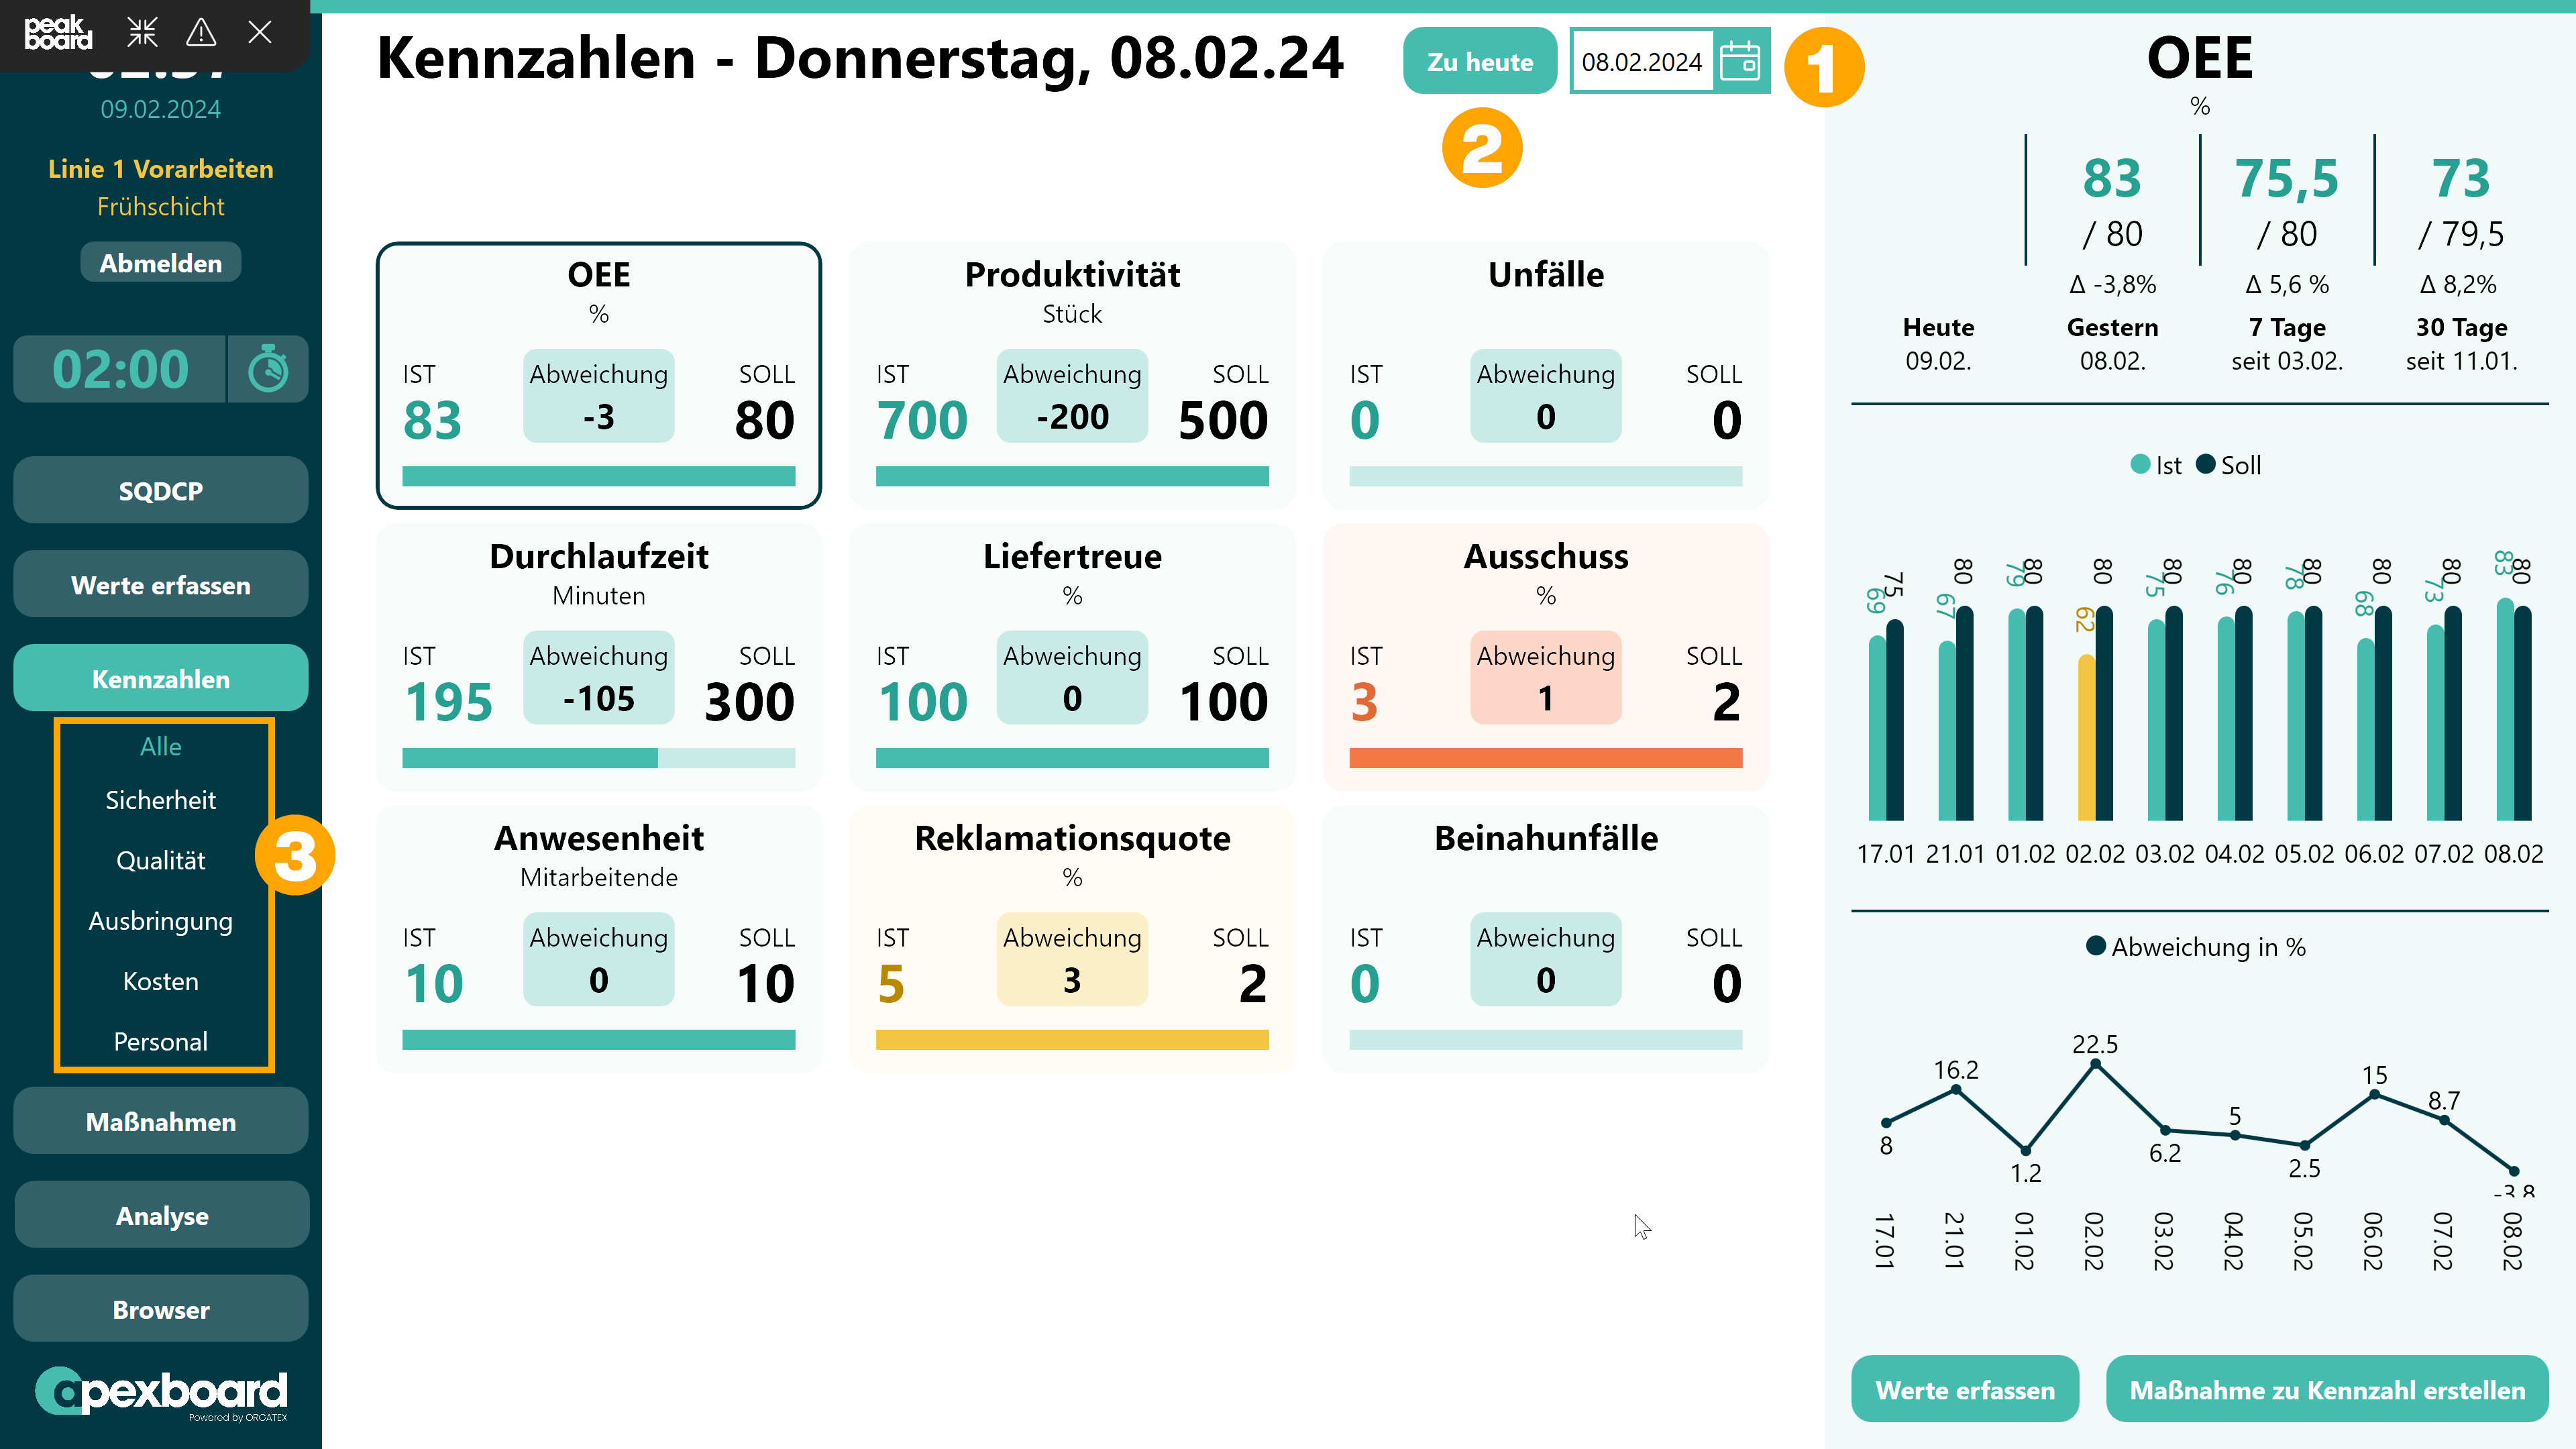 peak
board
09.02.2024
Linie 1 Vorarbeiten
Frühschicht
Abmelden
02:00
SQDCP
Werte erfassen
Kennzahlen
Alle
Sicherheit
Qualität
Ausbringung
Kosten
Personal
3
Maßnahmen
Analyse
Browser
apexboard
Powered by ORCATEX
Kennzahlen - Donnerstag, 08.02.24
Zu heute
08.02.2024
1
2
OEE
%
IST Abweichung SOLL
83 -3 80
Produktivität
Stück
IST Abweichung SOLL
700 -200 500
Unfälle
IST Abweichung SOLL
0 0 0
Durchlaufzeit
Minuten
IST Abweichung SOLL
195 -105 300
Liefertreue
%
IST Abweichung SOLL
100 0 100
Ausschuss
%
IST Abweichung SOLL
3 1 2
Anwesenheit
Mitarbeitende
IST Abweichung SOLL
10 0 10
Reklamationsquote
%
IST Abweichung SOLL
5 3 2
Beinahunfälle
IST Abweichung SOLL
0 0 0
OEE
%
83 75,5 73
/ 80 / 80 / 79,5
Δ -3,8% Δ 5,6 % Δ 8,2%
Heute Gestern 7 Tage 30 Tage
09.02. 08.02. seit 03.02. seit 11.01.
Ist Soll
69 75 67 80 79 80 62 80 75 80 76 80 78 80 68 80 73 80 83 80
17.01 21.01 01.02 02.02 03.02 04.02 05.02 06.02 07.02 08.02
Abweichung in %
8 16.2 1.2 22.5 6.2 5 2.5 15 8.7 -3.8
17.01 21.01 01.02 02.02 03.02 04.02 05.02 06.02 07.02 08.02
Werte erfassen
Maßnahme zu Kennzahl erstellen